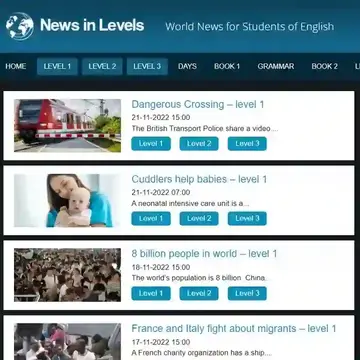 News in Levels
World News for Students of English
HOME LEVEL 1 LEVEL 2 LEVEL 3 DAYS BOOK 1 GRAMMAR BOOK 2 L
Dangerous Crossing – level 1
21-11-2022 15:00
The British Transport Police share a video...
Level 1 Level 2 Level 3
Cuddlers help babies – level 1
21-11-2022 07:00
A neonatal intensive care unit is a...
Level 1 Level 2 Level 3
8 billion people in world – level 1
18-11-2022 15:00
The world's population is 8 billion China,
Level 1 Level 2 Level 3
France and Italy fight about migrants – level 1
17-11-2022 15:00
A French charity organization has a ship...